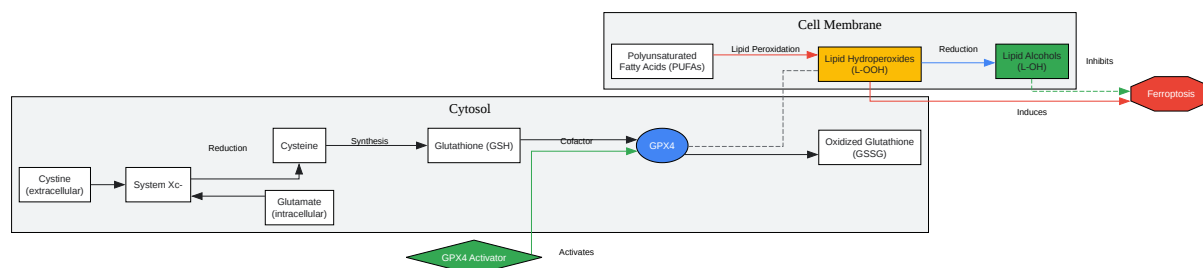 Cell Membrane
Polyunsaturated
Fatty Acids (PUFAs)
Lipid Peroxidation
Lipid Hydroperoxides
(L-OOH)
Reduction
Lipid Alcohols
(L-OH)
Inhibits
Ferroptosis
Induces
Cytosol
Cystine
(extracellular)
System Xc-
Reduction
Glutamate
(intracellular)
Cysteine
Synthesis
Glutathione (GSH)
Cofactor
GPX4
Oxidized Glutathione
(GSSG)
GPX4 Activator
Activates